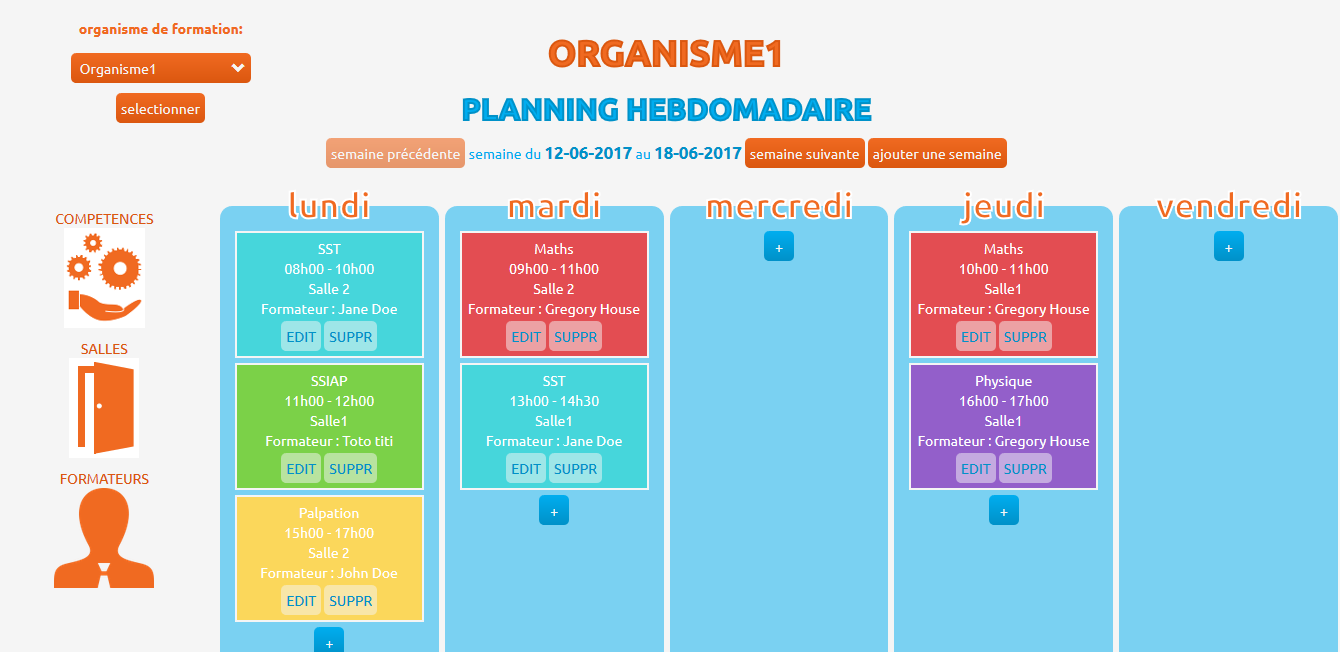 organisme de formation:
Organisme1
selectionner
ORGANISME1
PLANNING HEBDOMADAIRE
semaine précédente semaine du 12-06-2017 au 18-06-2017 semaine suivante ajouter une semaine
COMPETENCES
SALLES
FORMATEURS
lundi
SST
08h00 - 10h00
Salle 2
Formateur : Jane Doe
EDIT SUPPR
SSIAP
11h00 - 12h00
Salle1
Formateur : Toto titi
EDIT SUPPR
Palpation
15h00 - 17h00
Salle 2
Formateur : John Doe
EDIT SUPPR
+
mardi
Maths
09h00 - 11h00
Salle 2
Formateur : Gregory House
EDIT SUPPR
SST
13h00 - 14h30
Salle1
Formateur : Jane Doe
EDIT SUPPR
+
mercredi
+
jeudi
Maths
10h00 - 11h00
Salle1
Formateur : Gregory House
EDIT SUPPR
Physique
16h00 - 17h00
Salle1
Formateur : Gregory House
EDIT SUPPR
+
vendredi
+